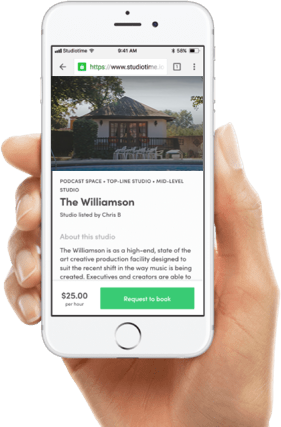 Studiotime
9:41 AM
58%
https://www.studiotime.i
1
PODCAST SPACE • TOP-LINE STUDIO • MID-LEVEL
STUDIO
The Williamson
Studio listed by Chris B
About this studio
The Williamson is as a high-end, state of the
art creative production facility designed to
suit the recent shift in the way music is being
created. Executives and creators are able to
$25.00
per hour
Request to book